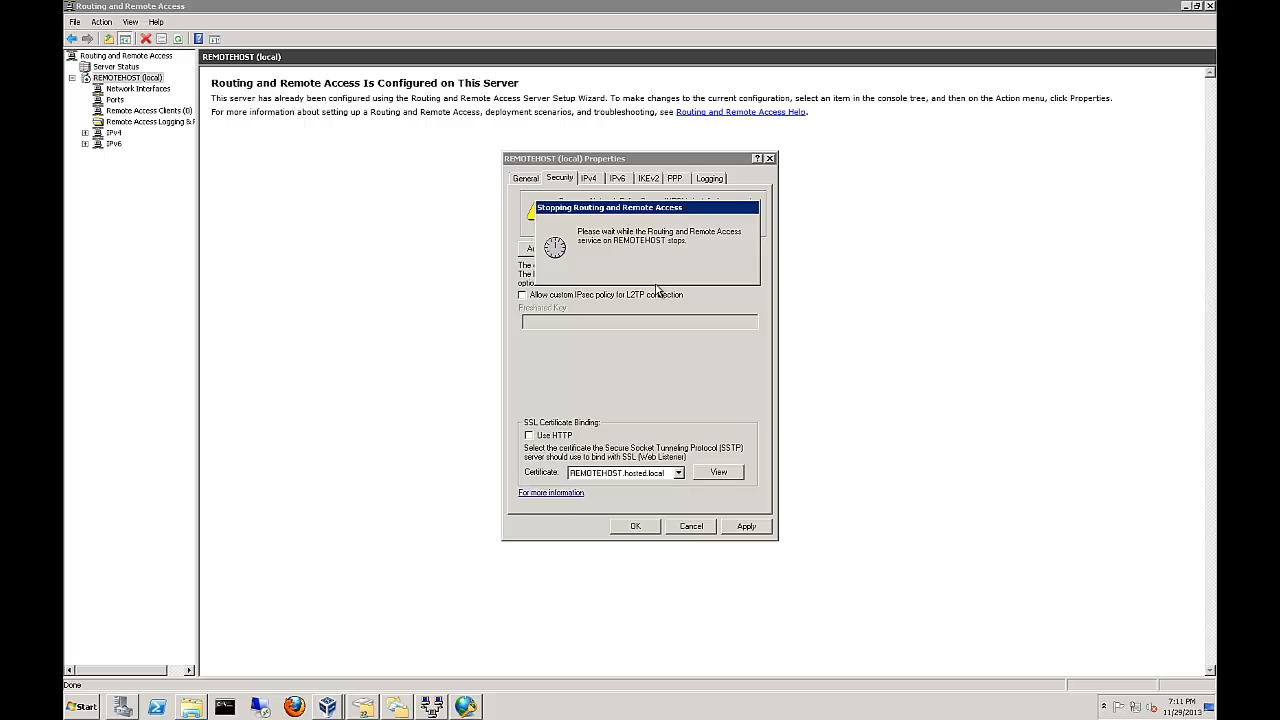 Routing and Remote Access
File Action View Help
Routing and Remote Access
Server Status
REMOTEHOST (local)
Network Interfaces
Ports
Remote Access Clients (0)
Remote Access Logging &
IPv4
IPv6
REMOTEHOST (local)
Routing and Remote Access Is Configured on This Server
This server has already been configured using the Routing and Remote Access Server Setup Wizard. To make changes to the current configuration, select an item in the console tree, and then on the Action menu, click Properties.
For more information about setting up a Routing and Remote Access, deployment scenarios, and troubleshooting, see Routing and Remote Access Help.
REMOTEHOST (local) Properties
General Security IPv4 IPv6 IKEv2 PPP Logging
Stopping Routing and Remote Access
Please wait while the Routing and Remote Access
service on REMOTEHOST stops.
Allow custom IPsec policy for L2TP connection
Preshared Key:
SSL Certificate Binding:
Use HTTP
Select the certificate the Secure Socket Tunneling Protocol (SSTP)
server should use to bind with SSL (Web Listener)
Certificate: REMOTEHOST.hosted.local View
For more information
OK Cancel Apply
Done
Start
7:11 PM
11/29/2013